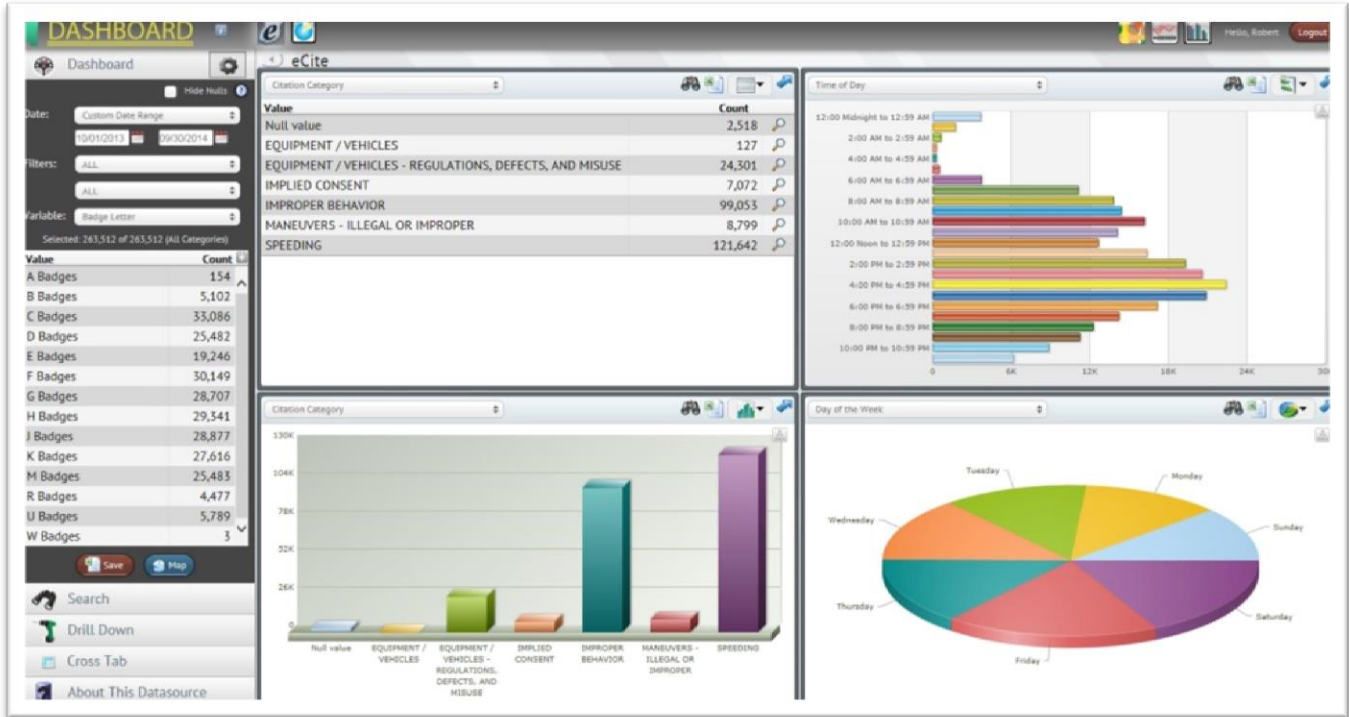 DASHBOARD
Hello, Robert
Logout
Dashboard
eCite
Hide Nulls
Date:
Custom Date Range
10/01/2013
09/30/2014
Filters:
ALL
ALL
Variable:
Badge Letter
Selected: 263,512 of 263,512 (All Categories)
Value Count
A Badges 154
B Badges 5,102
C Badges 33,086
D Badges 25,482
E Badges 19,246
F Badges 30,149
G Badges 28,707
H Badges 29,341
J Badges 28,877
K Badges 27,616
M Badges 25,483
R Badges 4,477
U Badges 5,789
W Badges 3
Save
Map
Search
Drill Down
Cross Tab
About This Datasource
Citation Category
Value Count
Null value 2,518
EQUIPMENT / VEHICLES 127
EQUIPMENT / VEHICLES - REGULATIONS, DEFECTS, AND MISUSE 24,301
IMPLIED CONSENT 7,072
IMPROPER BEHAVIOR 99,053
MANEUVERS - ILLEGAL OR IMPROPER 8,799
SPEEDING 121,642
Time of Day
12:00 Midnight to 12:59 AM
2:00 AM to 2:59 AM
4:00 AM to 4:59 AM
6:00 AM to 6:59 AM
8:00 AM to 8:59 AM
10:00 AM to 10:59 AM
12:00 Noon to 12:59 PM
2:00 PM to 2:59 PM
4:00 PM to 4:59 PM
6:00 PM to 6:59 PM
8:00 PM to 8:59 PM
10:00 PM to 10:59 PM
0 6K 12K 18K 24K 30
Citation Category
130K
104K
78K
52K
26K
0
Null value
EQUIPMENT /
VEHICLES
EQUIPMENT /
VEHICLES -
REGULATIONS,
DEFECTS, AND
MISUSE
IMPLIED
CONSENT
IMPROPER
BEHAVIOR
MANEUVERS -
ILLEGAL OR
IMPROPER
SPEEDING
Day of the Week
Tuesday
Monday
Wednesday
Sunday
Thursday
Saturday
Friday